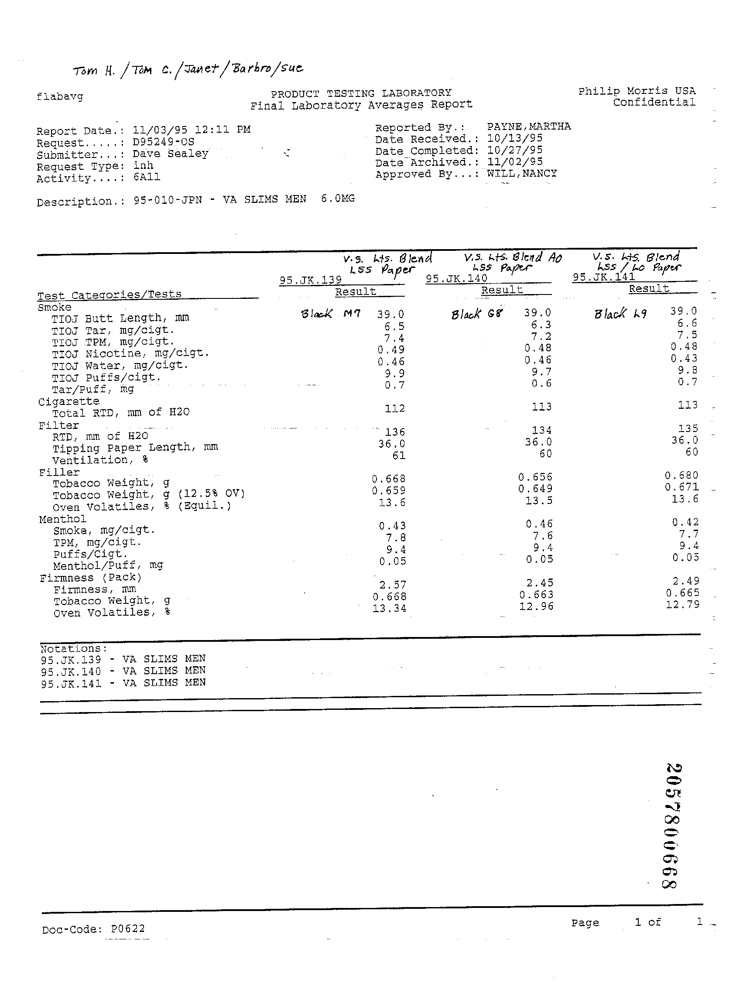 Tom H. / Tom C. / Janet / Barbro / Sue
flabavg PRODUCT TESTING LABORATORY Philip Morris USA
Final Laboratory Averages Report Confidential
Report Date.: 11/03/95 12:11 PM Reported By.: PAYNE,MARTHA
Request.....: D95249-OS Date Received.: 10/13/95
Submitter...: Dave Sealey Date Completed: 10/27/95
Request Type: inh Date Archived.: 11/02/95
Activity....: 6A11 Approved By...: WILL,NANCY
Description.: 95-010-JPN - VA SLIMS MEN 6.0MG
V.S. Lts. Blend V.S. Lts. Blend AO V.S. Lts. Blend
LSS Paper LSS Paper LSS / LO Paper
95.JK.139 95.JK.140 95.JK.141
Test Categories/Tests Result Result Result
Smoke
TIOJ Butt Length, mm Black M7 39.0 Black G8 39.0 Black L9 39.0
TIOJ Tar, mg/cigt. 6.5 6.3 6.6
TIOJ TPM, mg/cigt. 7.4 7.2 7.5
TIOJ Nicotine, mg/cigt. 0.49 0.48 0.48
TIOJ Water, mg/cigt. 0.46 0.46 0.43
TIOJ Puffs/cigt. 9.9 9.7 9.8
Tar/Puff, mg 0.7 0.6 0.7
Cigarette
Total RTD, mm of H2O 112 113 113
Filter
RTD, mm of H2O 136 134 135
Tipping Paper Length, mm 36.0 36.0 36.0
Ventilation, % 61 60 60
Filler
Tobacco Weight, g 0.668 0.656 0.680
Tobacco Weight, g (12.5% OV) 0.659 0.649 0.671
Oven Volatiles, % (Equil.) 13.6 13.5 13.6
Menthol
Smoke, mg/cigt. 0.43 0.46 0.42
TPM, mg/cigt. 7.8 7.6 7.7
Puffs/Cigt. 9.4 9.4 9.4
Menthol/Puff, mg 0.05 0.05 0.05
Firmness (Pack)
Firmness, mm 2.57 2.45 2.49
Tobacco Weight, g 0.668 0.663 0.665
Oven Volatiles, % 13.34 12.96 12.79
Notations:
95.JK.139 - VA SLIMS MEN
95.JK.140 - VA SLIMS MEN
95.JK.141 - VA SLIMS MEN
2057800668
Doc-Code: P0622 Page 1 of 1